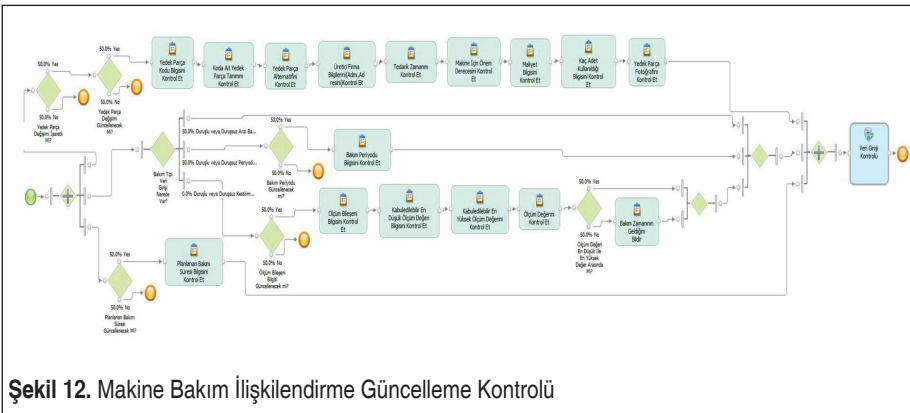 50.0% Yes
50.0% No
Yedek Parça
Değişimi İşaretli
Mi?
50.0% Yes
50.0% No
Yedek Parça
Değişimi
Güncellenecek
Mi?
Yedek Parça
Kodu Bilgisini
Kontrol Et
Koda Ait Yedek
Parça Tanımını
Kontrol Et
Yedek Parça
Alternatifini
Kontrol Et
Üretici Firma
Bilgilerini(Adını,Ad
resini)Kontrol Et
Tedarik Zamanını
Kontrol Et
Makine İçin Önem
Derecesini Kontrol
Et
Maliyet
Bilgisini
Kontrol Et
Kaç Adet
Kullanıldığı
Bilgisini Kontrol Et
Yedek Parça
Fotoğrafını
Kontrol Et
Bakım Tipi
Veri
Girişi
Nerede
Var?
50.0% Duruşlu veya Duruşsuz Arızi Ba...
50.0% Duruşlu veya Duruşsuz Periyodi...
0.0% Duruşlu veya Duruşsuz Kestirim...
50.0% Yes
50.0% No
Bakım Periyodu
Güncellenecek
mi?
Bakım Periyodu
Bilgisini Kontrol Et
50.0% Yes
50.0% No
Ölçüm Bileşeni
Bilgisi
Güncellenecek mi?
Ölçüm Bileşeni
Bilgisini Kontrol
Et
Kabuledilebilir En
Düşük Ölçüm Değeri
Bilgisini Kontrol Et
Kabuledilebilir En
Yüksek Ölçüm Değerini
Kontrol Et
Ölçüm Değerini
Kontrol Et
50.0% Yes
50.0% No
Ölçüm Değeri
En Düşük İle
En Yüksek
Değer Arasında
Mı?
Bakım Zamanının
Geldiğini
Bildir
50.0% Yes
50.0% No
Planlanan Bakım
Süresi
Güncellenecek Mi?
Planlanan Bakım
Süresi Bilgisini
Kontrol Et
Veri Girişi
Kontrolü
Şekil 12. Makine Bakım İlişkilendirme Güncelleme Kontrolü